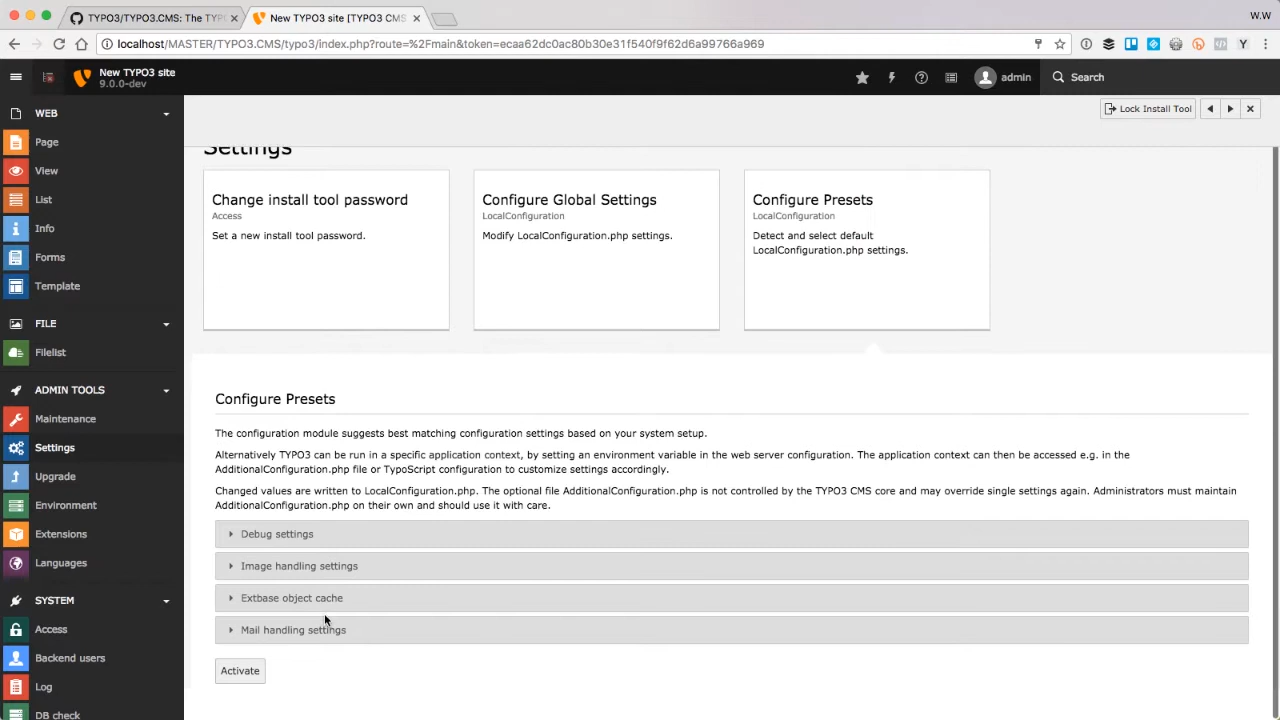 TYPO3/TYPO3.CMS: The TYP
New TYPO3 site [TYPO3 CMS
W.W
localhost/MASTER/TYPO3.CMS/typo3/index.php?route=%2Fmain&token=ecaa62dc0ac80b30e31f540f9f62d6a99766a969
New TYPO3 site
9.0.0-dev
admin
Search
WEB
Page
View
List
Info
Forms
Template
FILE
Filelist
ADMIN TOOLS
Maintenance
Settings
Upgrade
Environment
Extensions
Languages
SYSTEM
Access
Backend users
Log
DB check
Lock Install Tool
Settings
Change install tool password
Access
Set a new install tool password.
Configure Global Settings
LocalConfiguration
Modify LocalConfiguration.php settings.
Configure Presets
LocalConfiguration
Detect and select default
LocalConfiguration.php settings.
Configure Presets
The configuration module suggests best matching configuration settings based on your system setup.
Alternatively TYPO3 can be run in a specific application context, by setting an environment variable in the web server configuration. The application context can then be accessed e.g. in the
AdditionalConfiguration.php file or TypoScript configuration to customize settings accordingly.
Changed values are written to LocalConfiguration.php. The optional file AdditionalConfiguration.php is not controlled by the TYPO3 CMS core and may override single settings again. Administrators must maintain
AdditionalConfiguration.php on their own and should use it with care.
Debug settings
Image handling settings
Extbase object cache
Mail handling settings
Activate